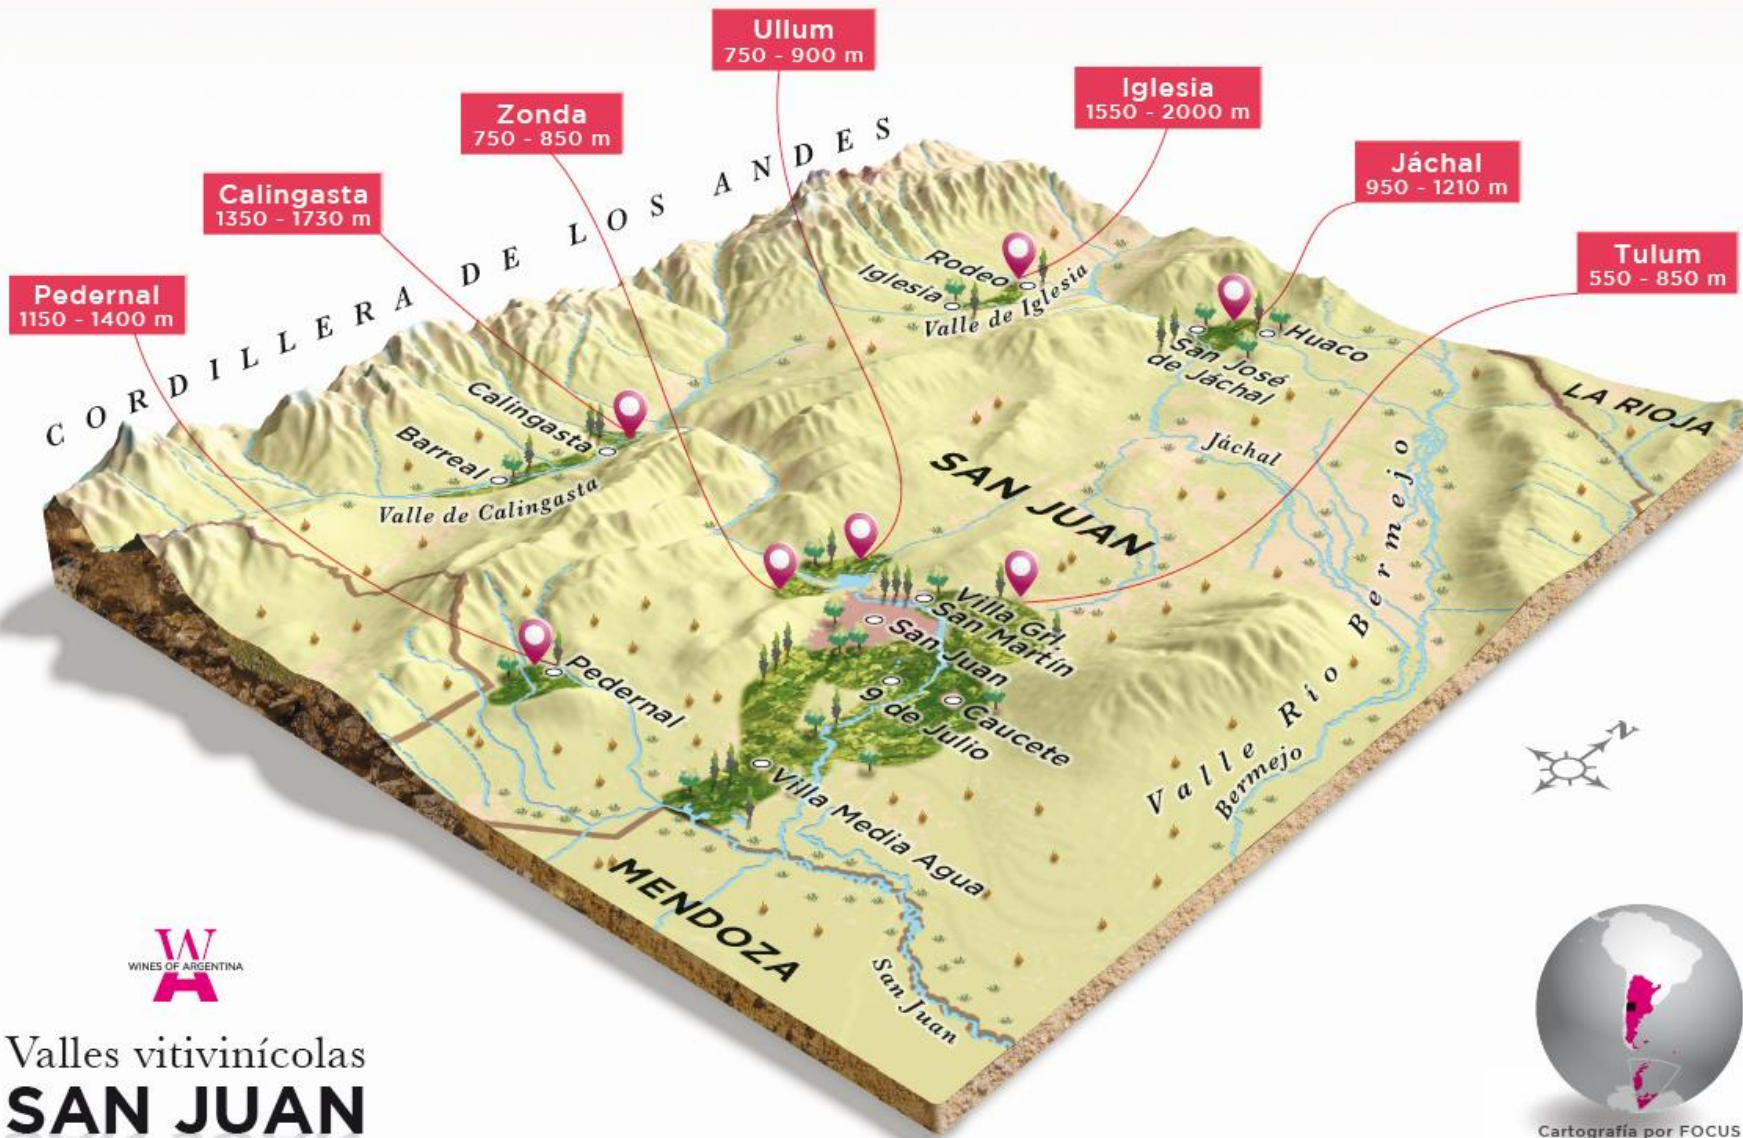 Ullum
750 - 900 m
Iglesia
1550 - 2000 m
Zonda
750 - 850 m
Jáchal
950 - 1210 m
Calingasta
1350 - 1730 m
Tulum
550 - 850 m
Pedernal
1150 - 1400 m
CORDILLERA DE LOS ANDES
Rodeo
Iglesia
Valle de Iglesia
Huaco
San José
de Jáchal
LA RIOJA
Calingasta
Barreal
Valle de Calingasta
Jáchal
SAN JUAN
Valle Río Bermejo
Bermejo
Villa Grl.
San Martín
San Juan
Pedernal
9
de Julio
Caucete
Villa Media Agua
MENDOZA
San Juan
N
WA
WINES OF ARGENTINA
Valles vitivinícolas
SAN JUAN
Cartografía por FOCUS